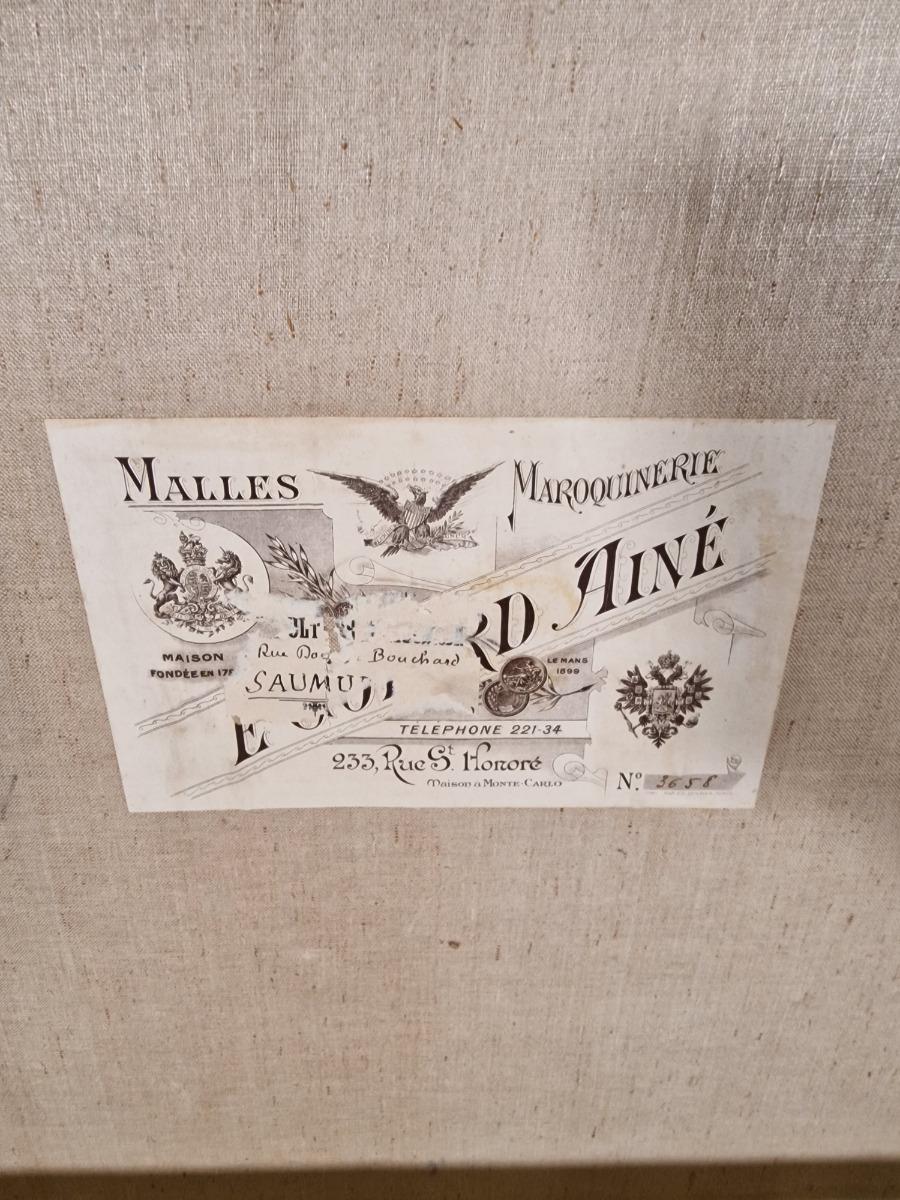 MALLES
MAROQUINERIE
AINÉ
RD
Rue Bouchard
SAUMU
MAISON
FONDÉE EN 17
LE MANS
1899
E
TÉLÉPHONE 221-34
233, Rue St. Honoré
Maison à MONTE-CARLO
No. 3658